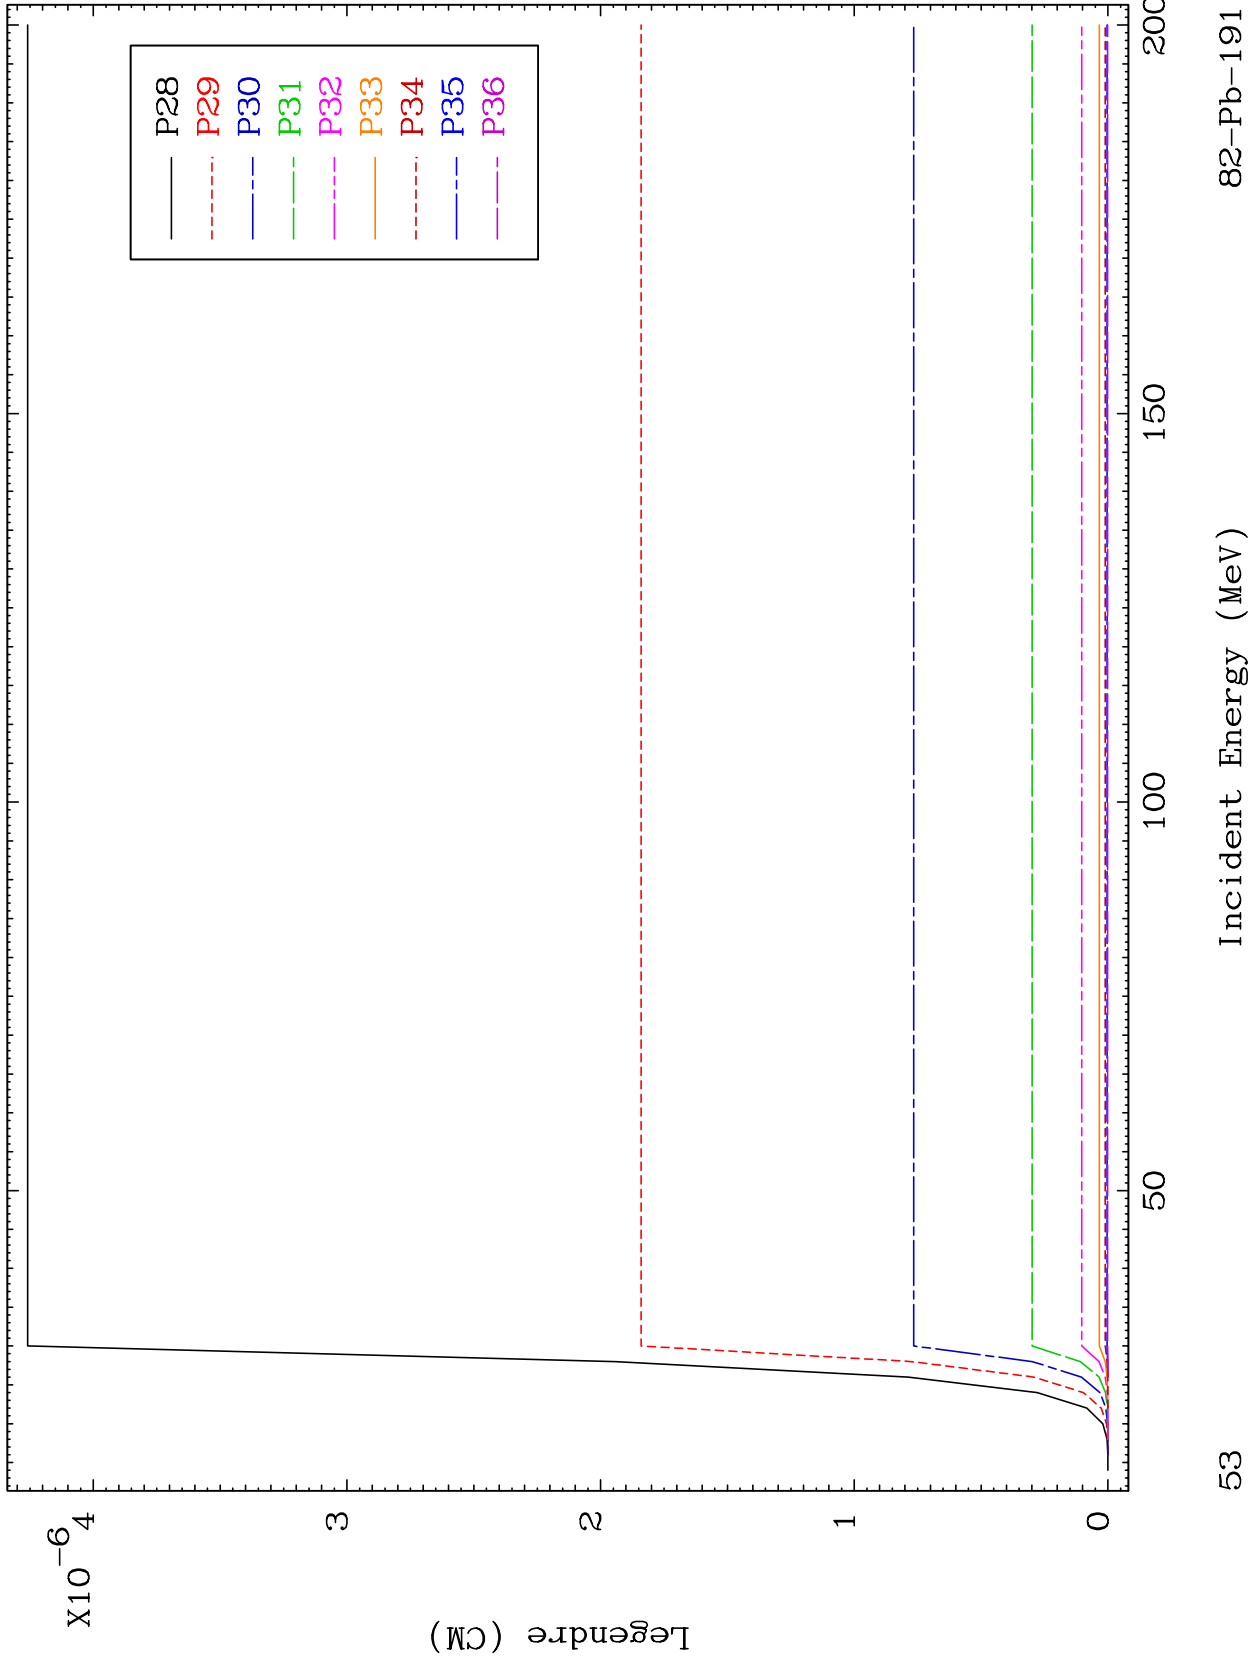 X10-6
4
3
2
1
0
Legendre (CM)
P28
P29
P30
P31
P32
P33
P34
P35
P36
50
100
150
200
53
Incident Energy (MeV)
82-Pb-191